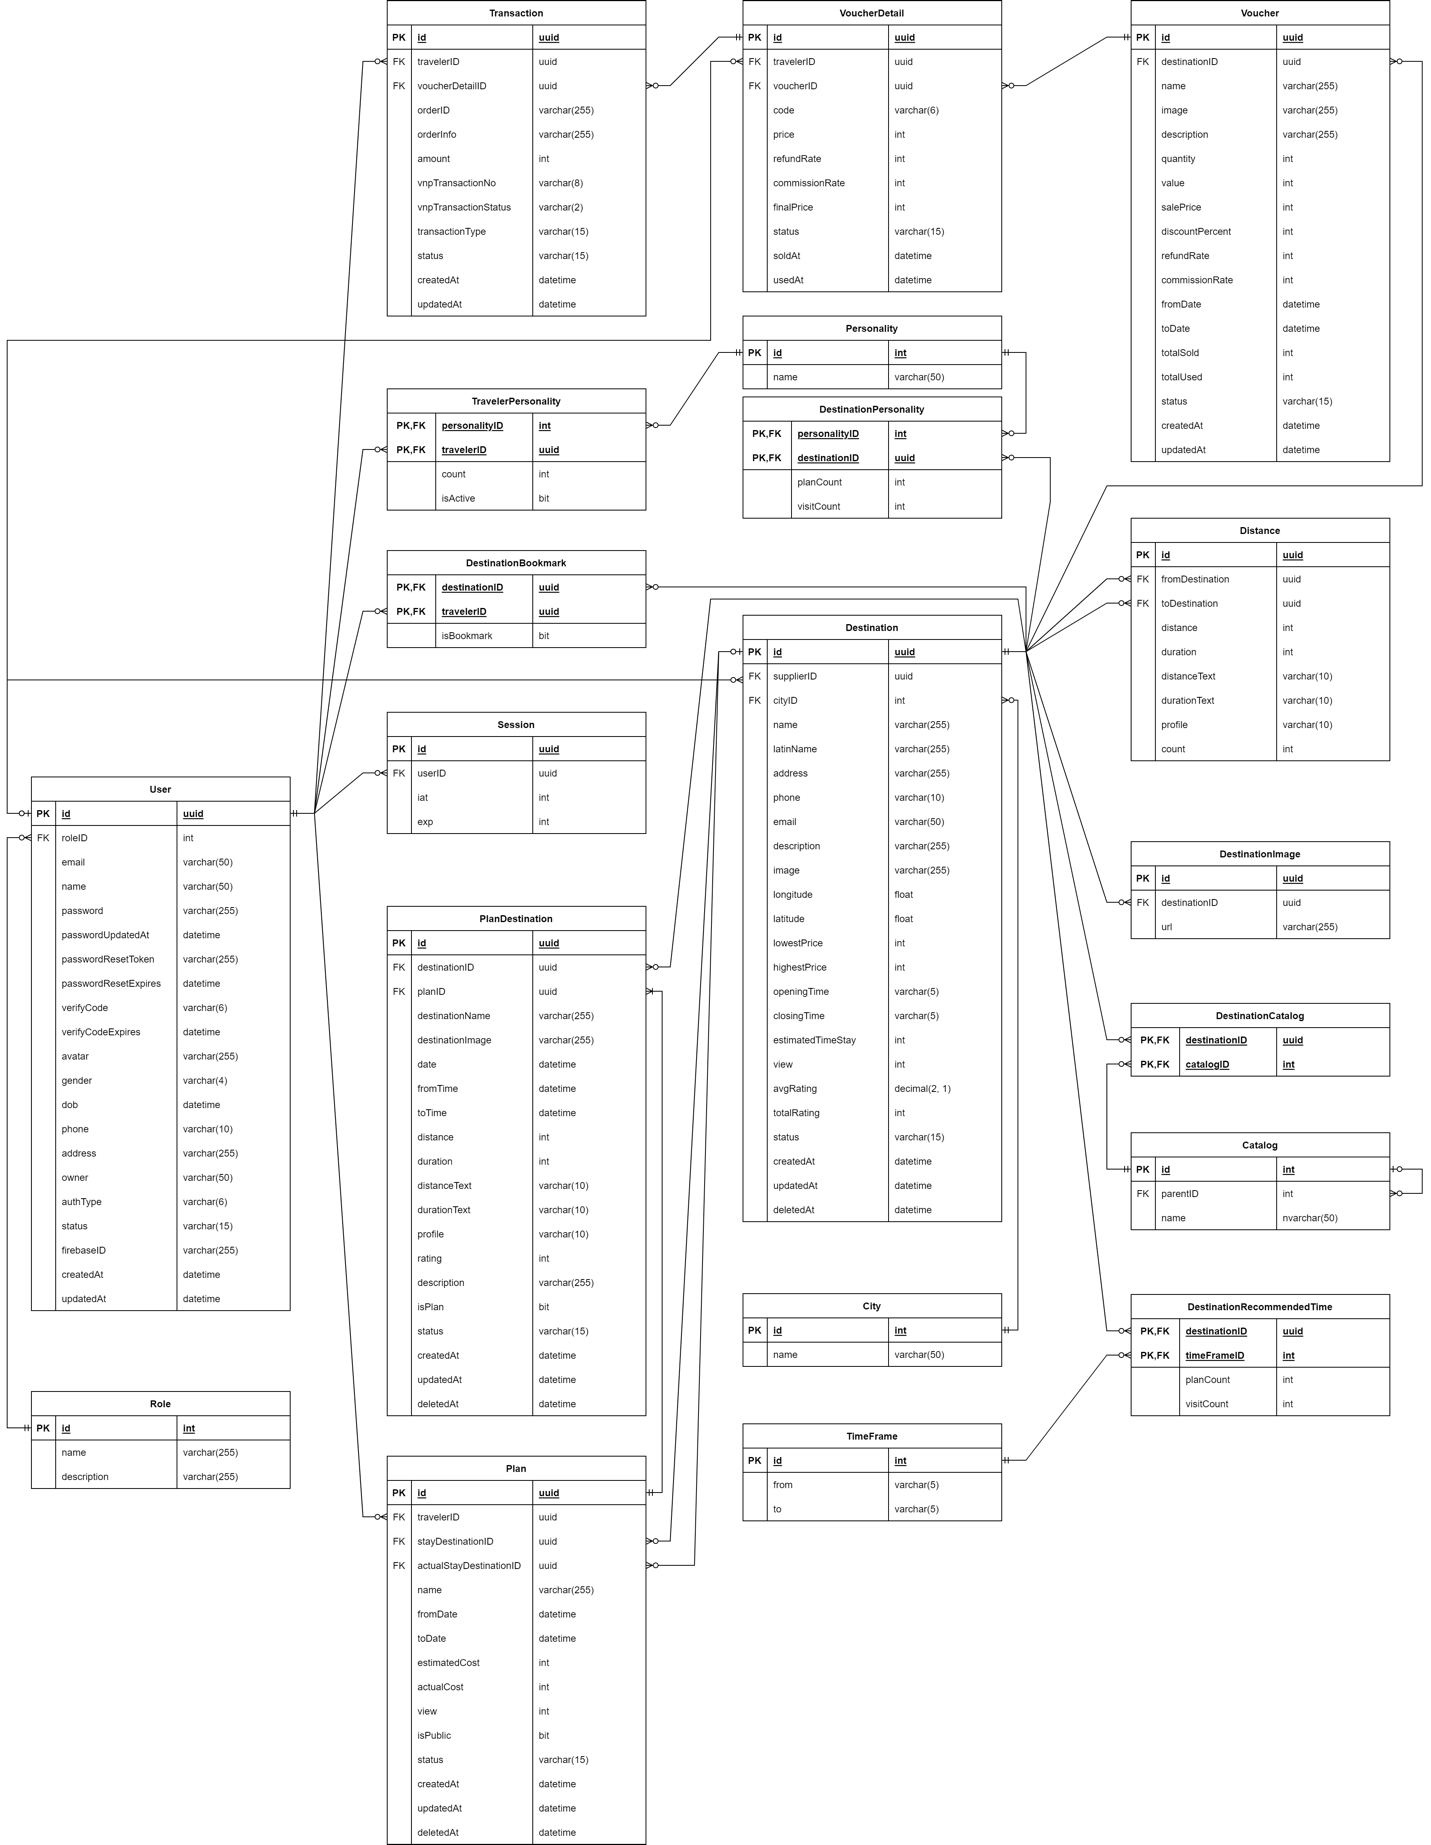 Transaction
PK id uuid
FK travelerID uuid
FK voucherDetailID uuid
orderID varchar(255)
orderInfo varchar(255)
amount int
vnpTransactionNo varchar(8)
vnpTransactionStatus varchar(2)
transactionType varchar(15)
status varchar(15)
createdAt datetime
updatedAt datetime
VoucherDetail
PK id uuid
FK travelerID uuid
FK voucherID uuid
code varchar(6)
price int
refundRate int
commissionRate int
finalPrice int
status varchar(15)
soldAt datetime
usedAt datetime
Voucher
PK id uuid
FK destinationID uuid
name varchar(255)
image varchar(255)
description varchar(255)
quantity int
value int
salePrice int
discountPercent int
refundRate int
commissionRate int
fromDate datetime
toDate datetime
totalSold int
totalUsed int
status varchar(15)
createdAt datetime
updatedAt datetime
Personality
PK id int
name varchar(50)
TravelerPersonality
PK,FK personalityID int
PK,FK travelerID uuid
count int
isActive bit
DestinationPersonality
PK,FK personalityID int
PK,FK destinationID uuid
planCount int
visitCount int
Distance
PK id uuid
FK fromDestination uuid
FK toDestination uuid
distance int
duration int
distanceText varchar(10)
durationText varchar(10)
profile varchar(10)
count int
DestinationBookmark
PK,FK destinationID uuid
PK,FK travelerID uuid
isBookmark bit
Destination
PK id uuid
FK supplierID uuid
FK cityID int
name varchar(255)
latinName varchar(255)
address varchar(255)
phone varchar(10)
email varchar(50)
description varchar(255)
image varchar(255)
longitude float
latitude float
lowestPrice int
highestPrice int
openingTime varchar(5)
closingTime varchar(5)
estimatedTimeStay int
view int
avgRating decimal(2, 1)
totalRating int
status varchar(15)
createdAt datetime
updatedAt datetime
deletedAt datetime
Session
PK id uuid
FK userID uuid
iat int
exp int
User
PK id uuid
FK roleID int
email varchar(50)
name varchar(50)
password varchar(255)
passwordUpdatedAt datetime
passwordResetToken varchar(255)
passwordResetExpires datetime
verifyCode varchar(6)
verifyCodeExpires datetime
avatar varchar(255)
gender varchar(4)
dob datetime
phone varchar(10)
address varchar(255)
owner varchar(50)
authType varchar(6)
status varchar(15)
firebaseID varchar(255)
createdAt datetime
updatedAt datetime
DestinationImage
PK id uuid
FK destinationID uuid
url varchar(255)
PlanDestination
PK id uuid
FK destinationID uuid
FK planID uuid
destinationName varchar(255)
destinationImage varchar(255)
date datetime
fromTime datetime
toTime datetime
distance int
duration int
distanceText varchar(10)
durationText varchar(10)
profile varchar(10)
rating int
description varchar(255)
isPlan bit
status varchar(15)
createdAt datetime
updatedAt datetime
deletedAt datetime
DestinationCatalog
PK,FK destinationID uuid
PK,FK catalogID int
Catalog
PK id int
FK parentID int
name nvarchar(50)
City
PK id int
name varchar(50)
DestinationRecommendedTime
PK,FK destinationID uuid
PK,FK timeFrameID int
planCount int
visitCount int
Role
PK id int
name varchar(255)
description varchar(255)
TimeFrame
PK id int
from varchar(5)
to varchar(5)
Plan
PK id uuid
FK travelerID uuid
FK stayDestinationID uuid
FK actualStayDestinationID uuid
name varchar(255)
fromDate datetime
toDate datetime
estimatedCost int
actualCost int
view int
isPublic bit
status varchar(15)
createdAt datetime
updatedAt datetime
deletedAt datetime